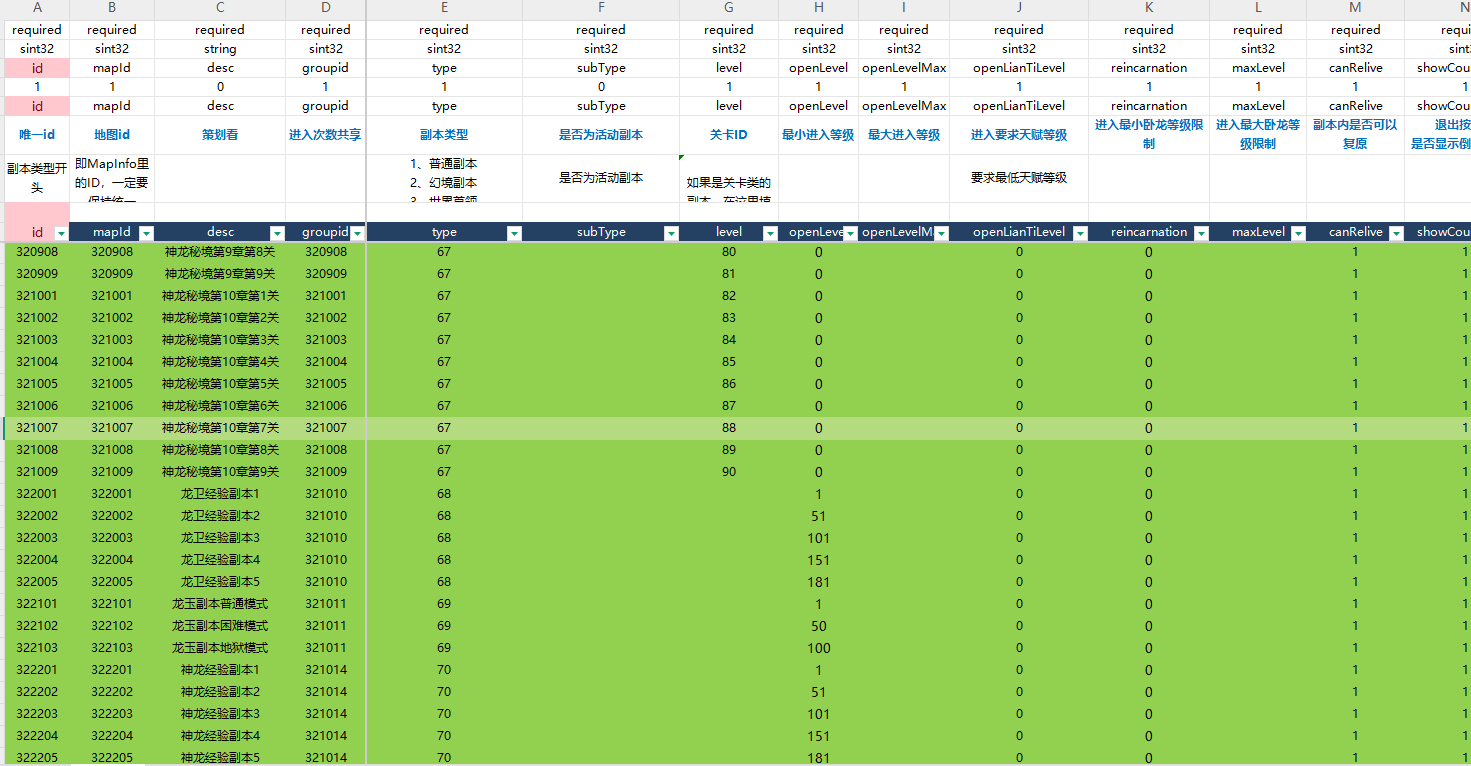 A B C D E F G H I J K L M N
required required required required required required required required required required required required required requi
sint32 sint32 string sint32 sint32 sint32 sint32 sint32 sint32 sint32 sint32 sint32 sint32 sint
id mapId desc groupid type subType level openLevel openLevelMax openLianTiLevel reincarnation maxLevel canRelive showCou
1 1 0 1 1 0 1 1 1 1 1 1 1 1
id mapId desc groupid type subType level openLevel openLevelMax openLianTiLevel reincarnation maxLevel canRelive showCou
唯一id 地图id 策划看 进入次数共享 副本类型 是否为活动副本 关卡ID 最小进入等级 最大进入等级 进入要求天赋等级 进入最小卧龙等级限制 进入最大卧龙等级限制 副本内是否可以复原 退出按 是否显示倒
副本类型开头 即MapInfo里的ID，一定要保持统一 1、普通副本 2、幻境副本 3、世界首领 是否为活动副本 如果是关卡类的副本，在这里填 要求最低天赋等级
id mapId desc groupid type subType level openLeve openLevelM openLianTiLevel reincarnation maxLevel canRelive showCou
320908 320908 神龙秘境第9章第8关 320908 67 80 0 0 0 1 1
320909 320909 神龙秘境第9章第9关 320909 67 81 0 0 0 1 1
321001 321001 神龙秘境第10章第1关 321001 67 82 0 0 0 1 1
321002 321002 神龙秘境第10章第2关 321002 67 83 0 0 0 1 1
321003 321003 神龙秘境第10章第3关 321003 67 84 0 0 0 1 1
321004 321004 神龙秘境第10章第4关 321004 67 85 0 0 0 1 1
321005 321005 神龙秘境第10章第5关 321005 67 86 0 0 0 1 1
321006 321006 神龙秘境第10章第6关 321006 67 87 0 0 0 1 1
321007 321007 神龙秘境第10章第7关 321007 67 88 0 0 0 1 1
321008 321008 神龙秘境第10章第8关 321008 67 89 0 0 0 1 1
321009 321009 神龙秘境第10章第9关 321009 67 90 0 0 0 1 1
322001 322001 龙卫经验副本1 321010 68 1 0 0 1 1
322002 322002 龙卫经验副本2 321010 68 51 0 0 1 1
322003 322003 龙卫经验副本3 321010 68 101 0 0 1 1
322004 322004 龙卫经验副本4 321010 68 151 0 0 1 1
322005 322005 龙卫经验副本5 321010 68 181 0 0 1 1
322101 322101 龙玉副本普通模式 321011 69 1 0 0 1 1
322102 322102 龙玉副本困难模式 321011 69 50 0 0 1 1
322103 322103 龙玉副本地狱模式 321011 69 100 0 0 1 1
322201 322201 神龙经验副本1 321014 70 1 0 0 1 1
322202 322202 神龙经验副本2 321014 70 51 0 0 1 1
322203 322203 神龙经验副本3 321014 70 101 0 0 1 1
322204 322204 神龙经验副本4 321014 70 151 0 0 1 1
322205 322205 神龙经验副本5 321014 70 181 0 0 1 1